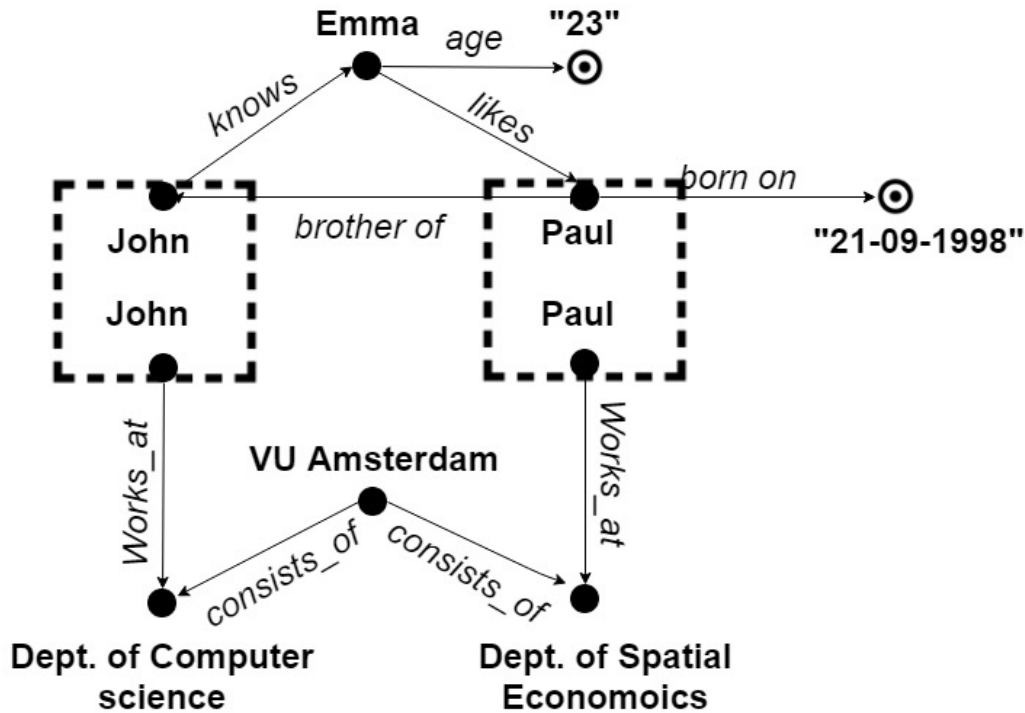 Emma
"23"
age
knows
likes
born on
brother of
John
Paul
"21-09-1998"
John
Paul
Works_at
Works_at
VU Amsterdam
consists_of
consists_of
Dept. of Computer
science
Dept. of Spatial
Economoics